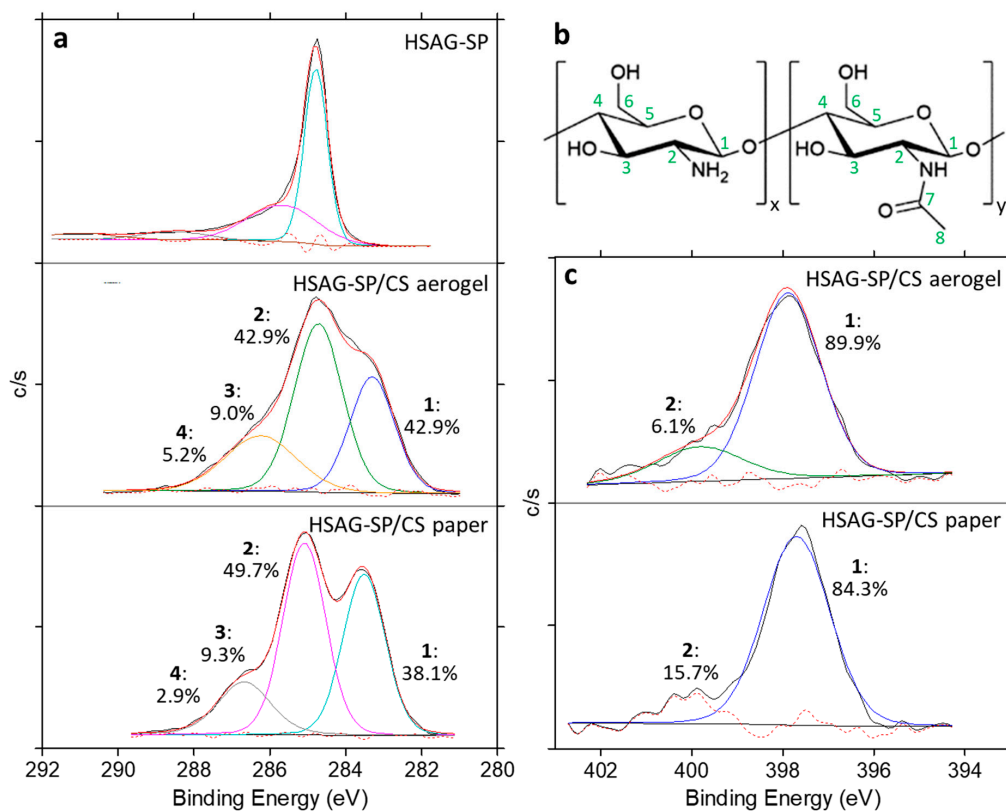 a
HSAG-SP
HSAG-SP/CS aerogel
2:
42.9%
3:
9.0%
4:
5.2%
1:
42.9%
c/s
HSAG-SP/CS paper
2:
49.7%
3:
9.3%
4:
2.9%
1:
38.1%
292 290 288 286 284 282 280
Binding Energy (eV)
b
OH
6
4
5
O
1
HO
3
2
NH2
O
x
OH
6
4
5
O
1
HO
3
2
NH
O
O
7
8
y
c
HSAG-SP/CS aerogel
1:
89.9%
2:
6.1%
c/s
HSAG-SP/CS paper
1:
84.3%
2:
15.7%
402 400 398 396 394
Binding Energy (eV)